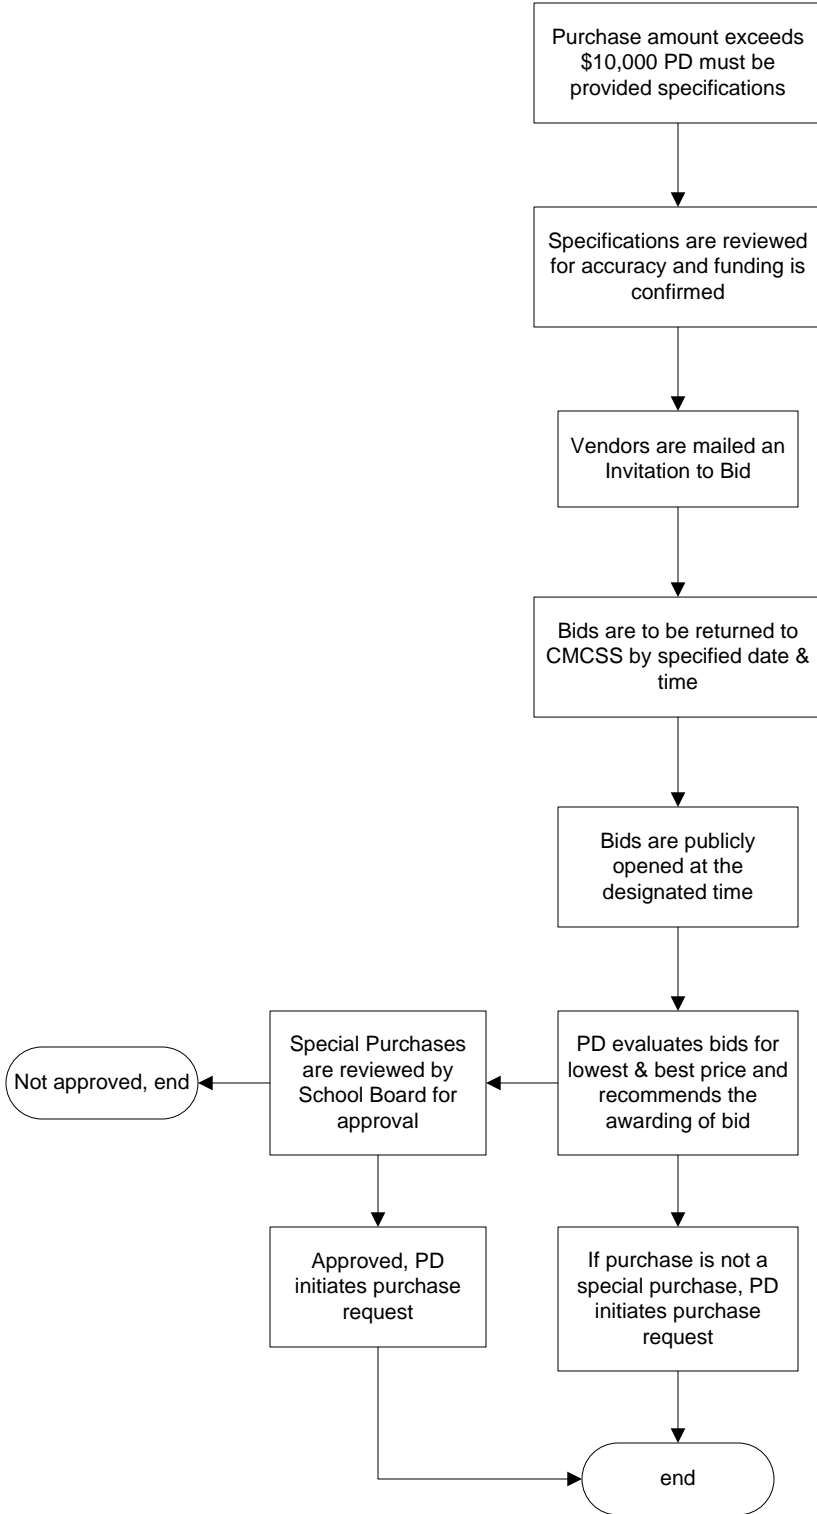 Purchase amount exceeds
$10,000 PD must be
provided specifications
Specifications are reviewed
for accuracy and funding is
confirmed
Vendors are mailed an
Invitation to Bid
Bids are to be returned to
CMCSS by specified date &
time
Bids are publicly
opened at the
designated time
PD evaluates bids for
lowest & best price and
recommends the
awarding of bid
Special Purchases
are reviewed by
School Board for
approval
Not approved, end
Approved, PD
initiates purchase
request
If purchase is not a
special purchase, PD
initiates purchase
request
end